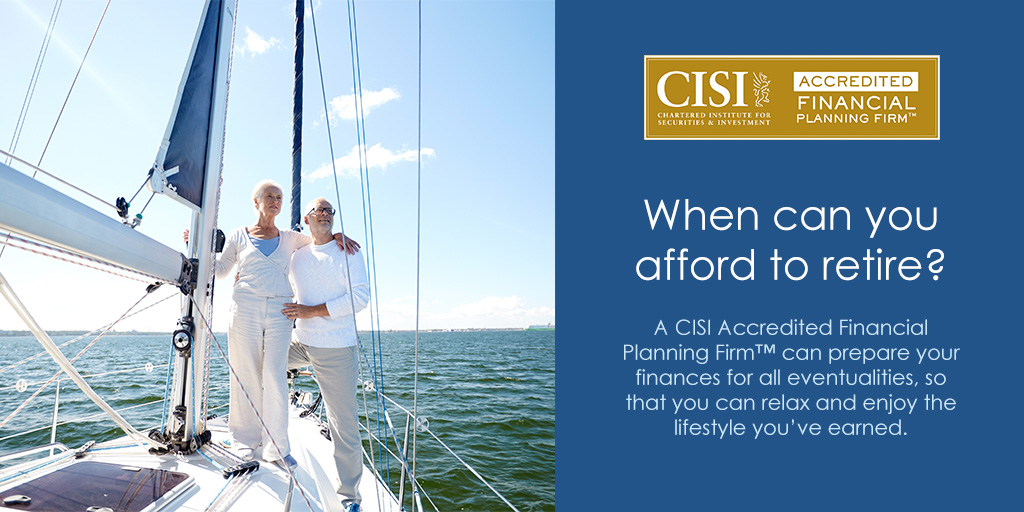 CISI
CHARTERED INSTITUTE FOR
SECURITIES & INVESTMENT
ACCREDITED
FINANCIAL
PLANNING FIRM™
When can you
afford to retire?
A CISI Accredited Financial
Planning Firm™ can prepare your
finances for all eventualities, so
that you can relax and enjoy the
lifestyle you’ve earned.